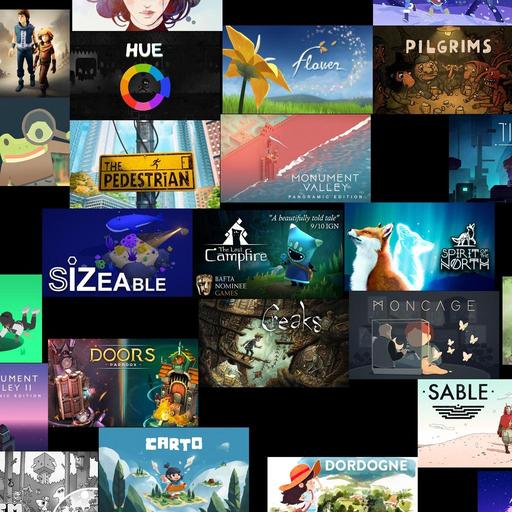 HUE
Flower
PILGRIMS
THE
PEDESTRIAN
MONUMENT
VALLEY
PANORAMIC EDITION
"A beautifully told tale"
9/10 IGN
The Last
Campfire
BAFTA
NOMINEE
GAMES
SPIRIT OF THE
NORTH
SiZEABLE
Creaks
MONCAGE
DOORS
PARADOX
UMENT
LEY II
MIC EDITION
SABLE
CARTO
DORDOGNE